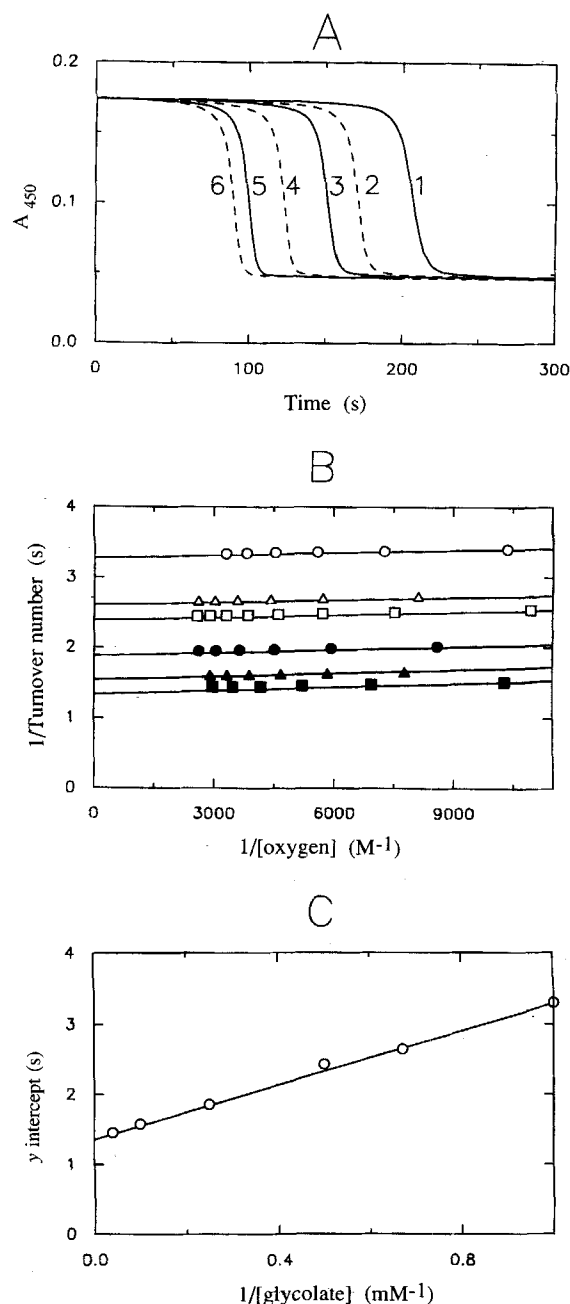 A
0.2
0.1
0.0
A 450
6 5 4 3 2 1
0 100 200 300
Time (s)
B
4
3
2
1
0
1/Turnover number (s)
0 3000 6000 9000
1/[oxygen] (M-1)
C
4
3
2
1
0
y intercept (s)
0.0 0.4 0.8
1/[glycolate] (mM-1)